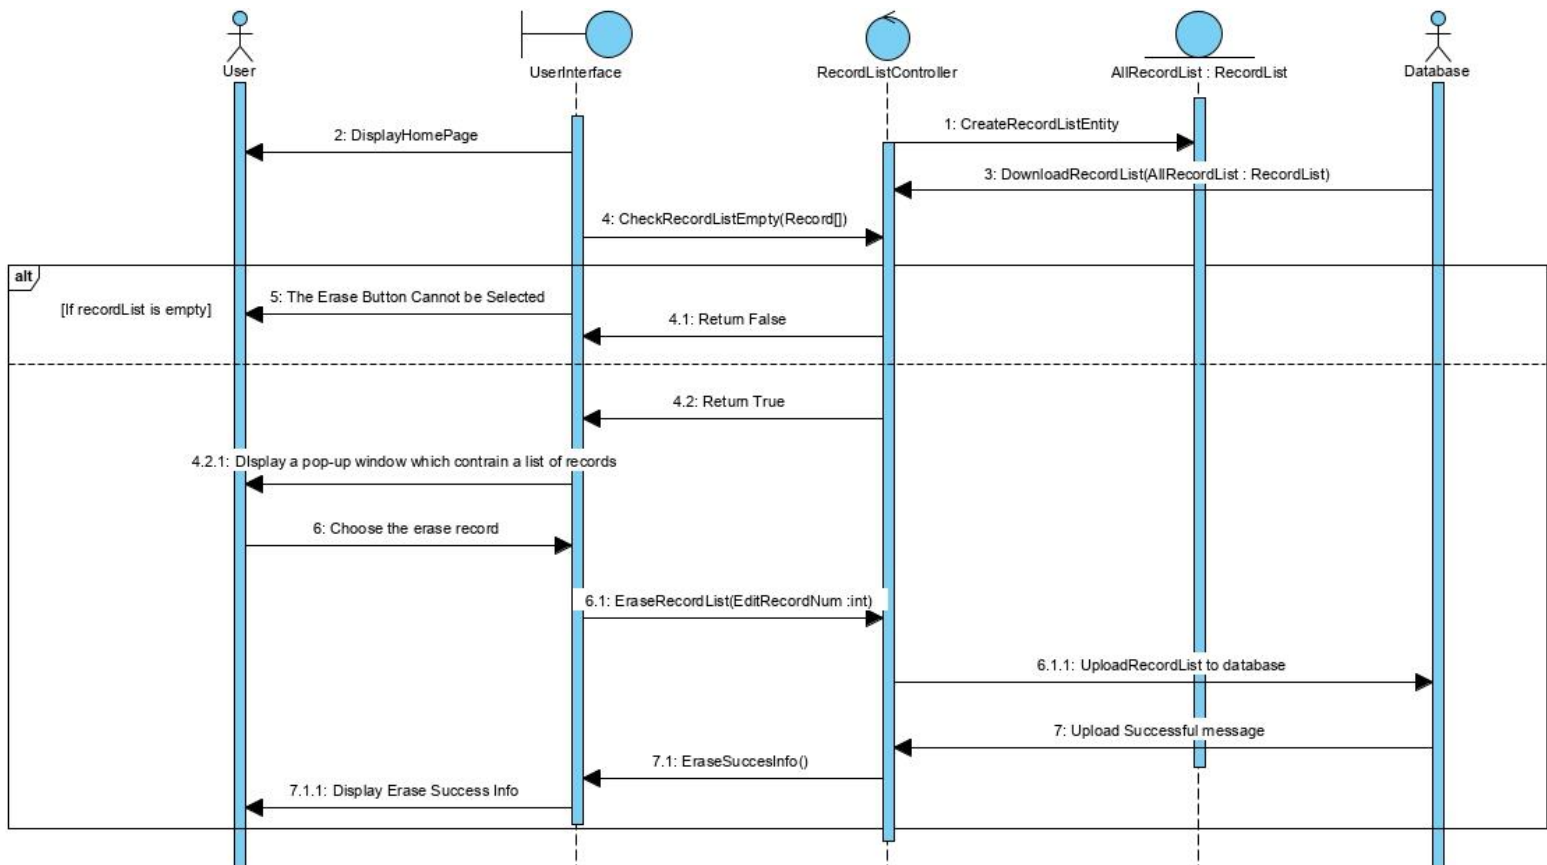 User
UserInterface
RecordListController
AllRecordList : RecordList
Database
1: CreateRecordListEntity
2: DisplayHomePage
3: DownloadRecordList(AllRecordList : RecordList)
4: CheckRecordListEmpty(Record[])
alt
[If recordList is empty]
5: The Erase Button Cannot be Selected
4.1: Return False
4.2: Return True
4.2.1: DIsplay a pop-up window which contrain a list of records
6: Choose the erase record
6.1: EraseRecordList(EditRecordNum :int)
6.1.1: UploadRecordList to database
7: Upload Successful message
7.1: EraseSuccesInfo()
7.1.1: Display Erase Success Info